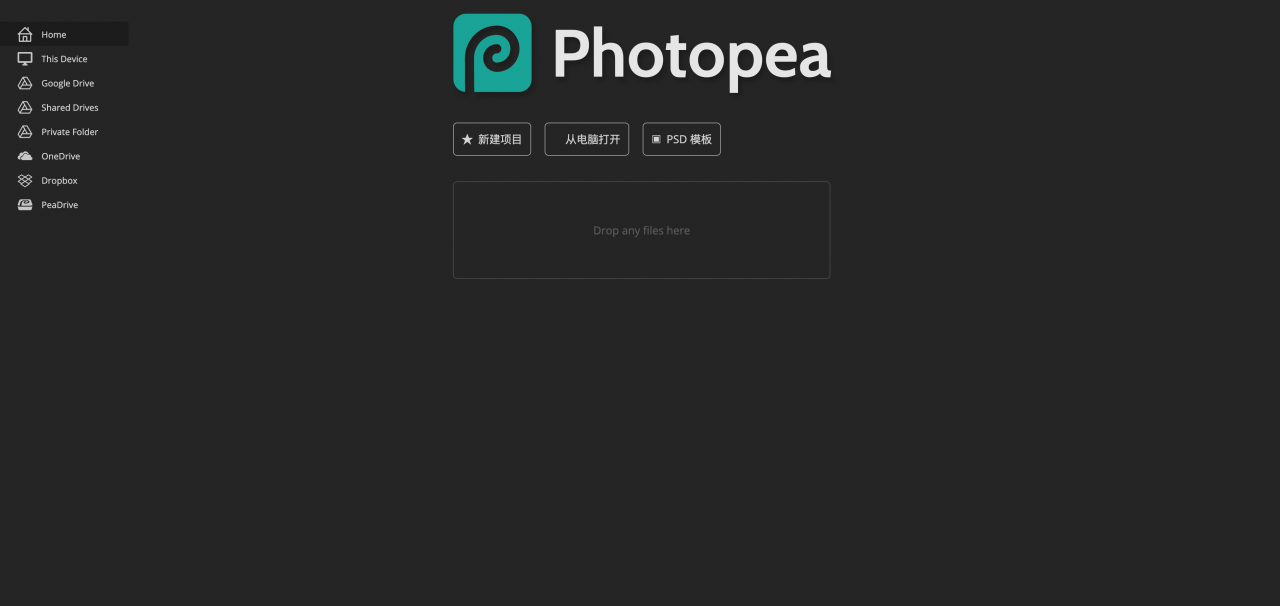 Home
This Device
Google Drive
Shared Drives
Private Folder
OneDrive
Dropbox
PeaDrive
Photopea
★ 新建项目
从电脑打开
▣ PSD 模板
Drop any files here